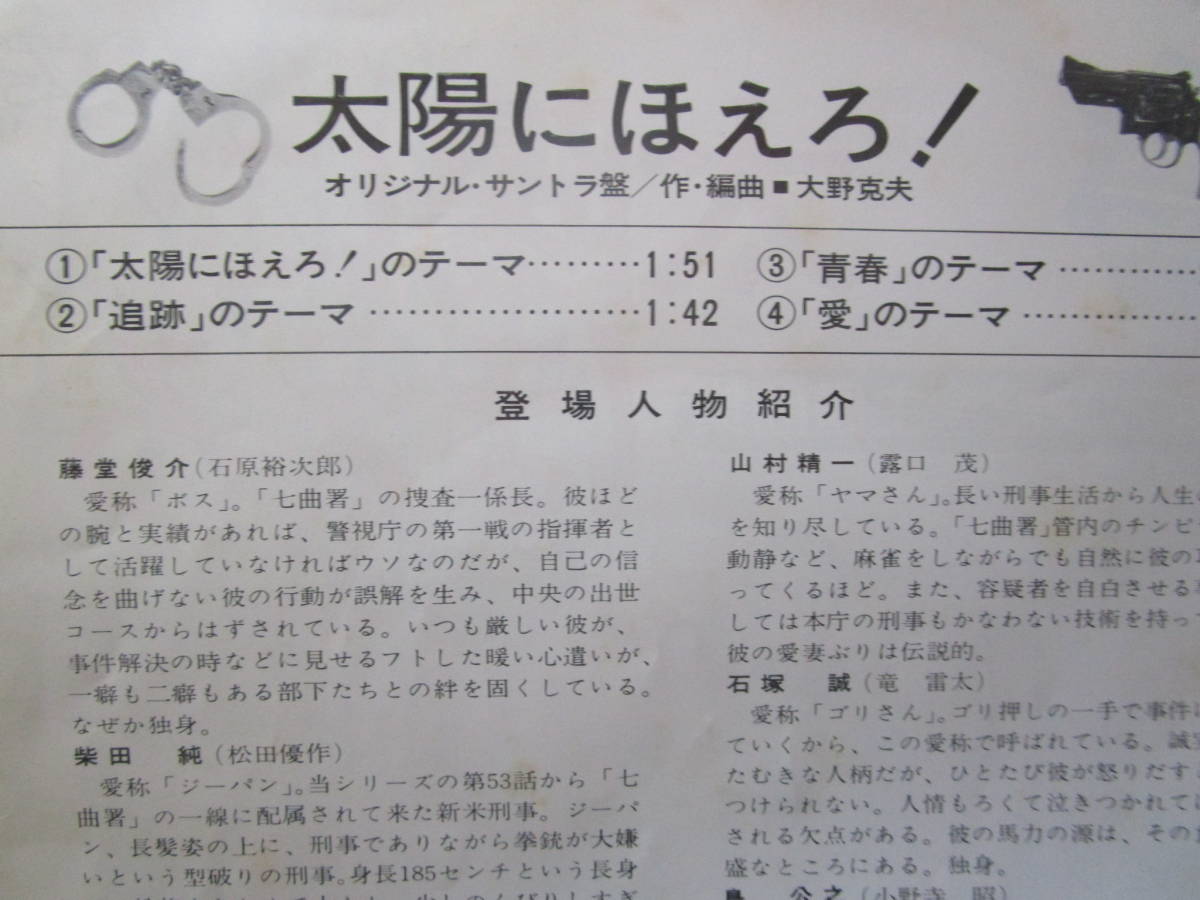 太陽にほえろ!
オリジナル・サントラ盤/作・編曲■大野克夫
①「太陽にほえろ!」のテーマ………1:51
②「追跡」のテーマ…………………1:42
③「青春」のテーマ…………
④「愛」のテーマ……………
登場人物紹介
藤堂俊介(石原裕次郎)
愛称「ボス」。「七曲署」の捜査一係長。彼ほど
の腕と実績があれば、警視庁の第一戦の指揮者と
して活躍していなければウソなのだが、自己の信
念を曲げない彼の行動が誤解を生み、中央の出世
コースからはずされている。いつも厳しい彼が、
事件解決の時などに見せるフトした暖い心遣いが、
一癖も二癖もある部下たちとの絆を固くしている。
なぜか独身。
柴田 純(松田優作)
愛称「ジーパン」。当シリーズの第53話から「七
曲署」の一線に配属されて来た新米刑事。ジーパ
ン、長髪姿の上に、刑事でありながら拳銃が大嫌
いという型破りの刑事。身長185センチという長身
山村精一(露口 茂)
愛称「ヤマさん」。長い刑事生活から人生
を知り尽している。「七曲署」管内のチンピ
動静など、麻雀をしながらでも自然に彼の
ってくるほど。また、容疑者を自白させる
しては本庁の刑事もかなわない技術を持っ
彼の愛妻ぶりは伝説的。
石塚 誠(竜 雷太)
愛称「ゴリさん」。ゴリ押しの一手で事件
ていくから、この愛称で呼ばれている。誠
たむきな人柄だが、ひとたび彼が怒りだす
つけられない。人情もろくて泣きつかれて
される欠点がある。彼の馬力の源は、その
盛なところにある。独身。
島 公之(小野寺 昭)